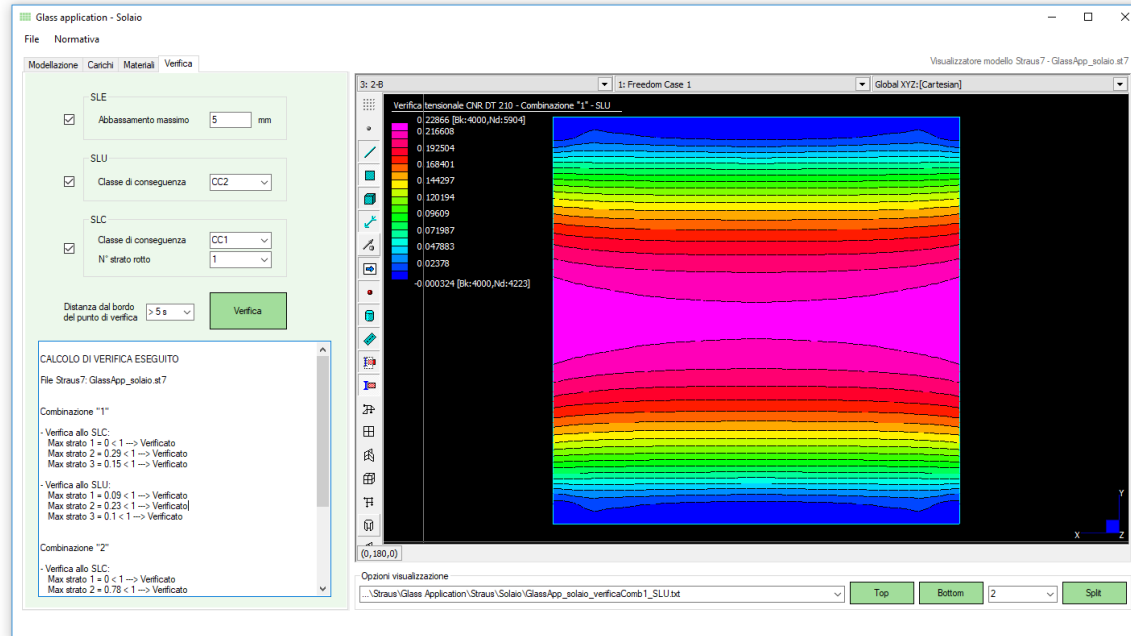 Glass application - Solaio
File Normativa
Modellazione Carichi Materiali Verifica
Visualizzatore modello Straus7 - GlassApp_solaio.st7
SLE
Abbassamento massimo 5 mm
SLU
Classe di conseguenza CC2
SLC
Classe di conseguenza CC1
N° strato rotto 1
Distanza dal bordo
del punto di verifica > 5 s Verifica
CALCOLO DI VERIFICA ESEGUITO
File Straus7: GlassApp_solaio.st7
Combinazione "1"
- Verifica allo SLC:
Max strato 1 = 0 < 1 ---> Verificato
Max strato 2 = 0.29 < 1 ---> Verificato
Max strato 3 = 0.15 < 1 ---> Verificato
- Verifica allo SLU:
Max strato 1 = 0.09 < 1 ---> Verificato
Max strato 2 = 0.23 < 1 ---> Verificato
Max strato 3 = 0.1 < 1 ---> Verificato
Combinazione "2"
- Verifica allo SLC:
Max strato 1 = 0 < 1 ---> Verificato
Max strato 2 = 0.78 < 1 ---> Verificato
3: 2-B 1: Freedom Case 1 Global XYZ:[Cartesian]
Verifica tensionale CNR DT 210 - Combinazione "1" - SLU
0.22866 [Bk:4000,Nd:5904]
0.216608
0.192504
0.168401
0.144297
0.120194
0.09609
0.071987
0.047883
0.02378
-0.000324 [Bk:4000,Nd:4223]
Y
X Z
(0,180,0)
Opzioni visualizzazione
...\Straus\Glass Application\Straus\Solaio\GlassApp_solaio_verificaComb1_SLU.txt Top Bottom 2 Split